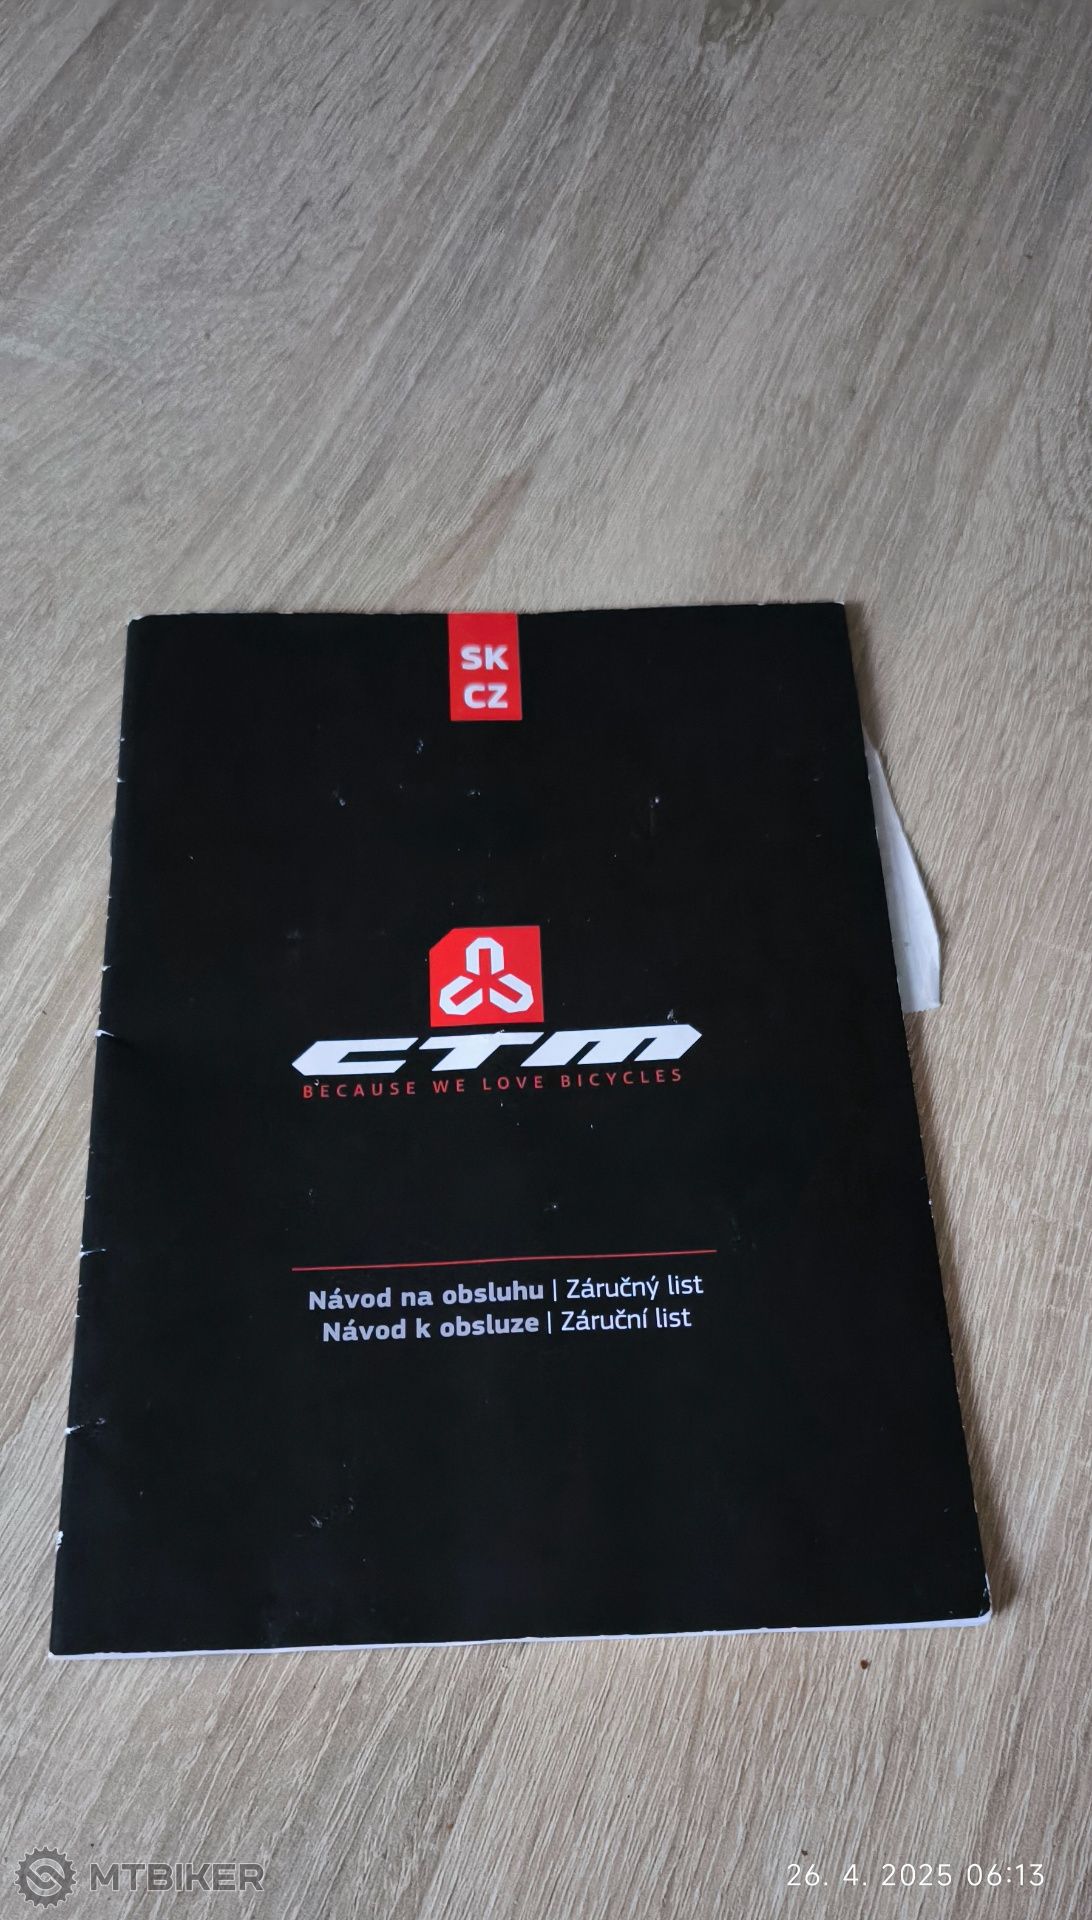 SK
CZ
CTM
BECAUSE WE LOVE BICYCLES
Návod na obsluhu | Záručný list
Návod k obsluze | Záruční list
MTBIKER
26. 4. 2025 06:13